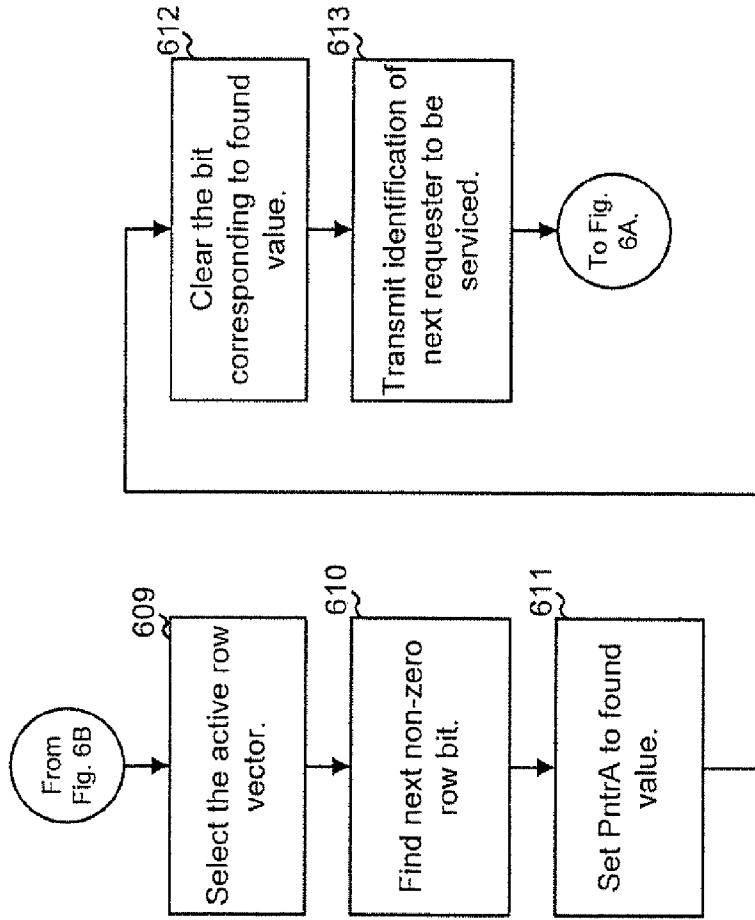 From
Fig. 6B
609
Select the active row
vector.
610
Find next non-zero
row bit.
611
Set PntrA to found
value.
612
Clear the bit
corresponding to found
value.
613
Transmit identification of
next requester to be
serviced.
To Fig.
6A.